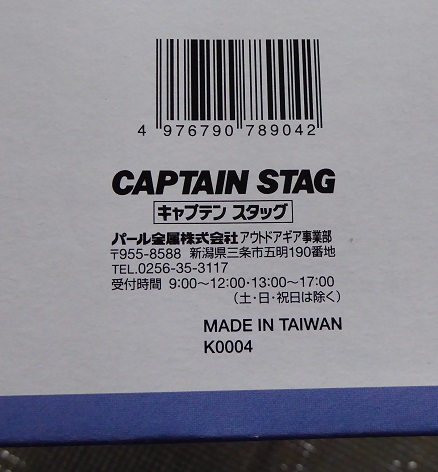 4 976790 789042
CAPTAIN STAG
キャプテン スタッグ
パール金属株式会社 アウトドアギア事業部
〒955-8588 新潟県三条市五明190番地
TEL.0256-35-3117
受付時間 9:00〜12:00・13:00〜17:00
(土・日・祝日は除く)
MADE IN TAIWAN
K0004